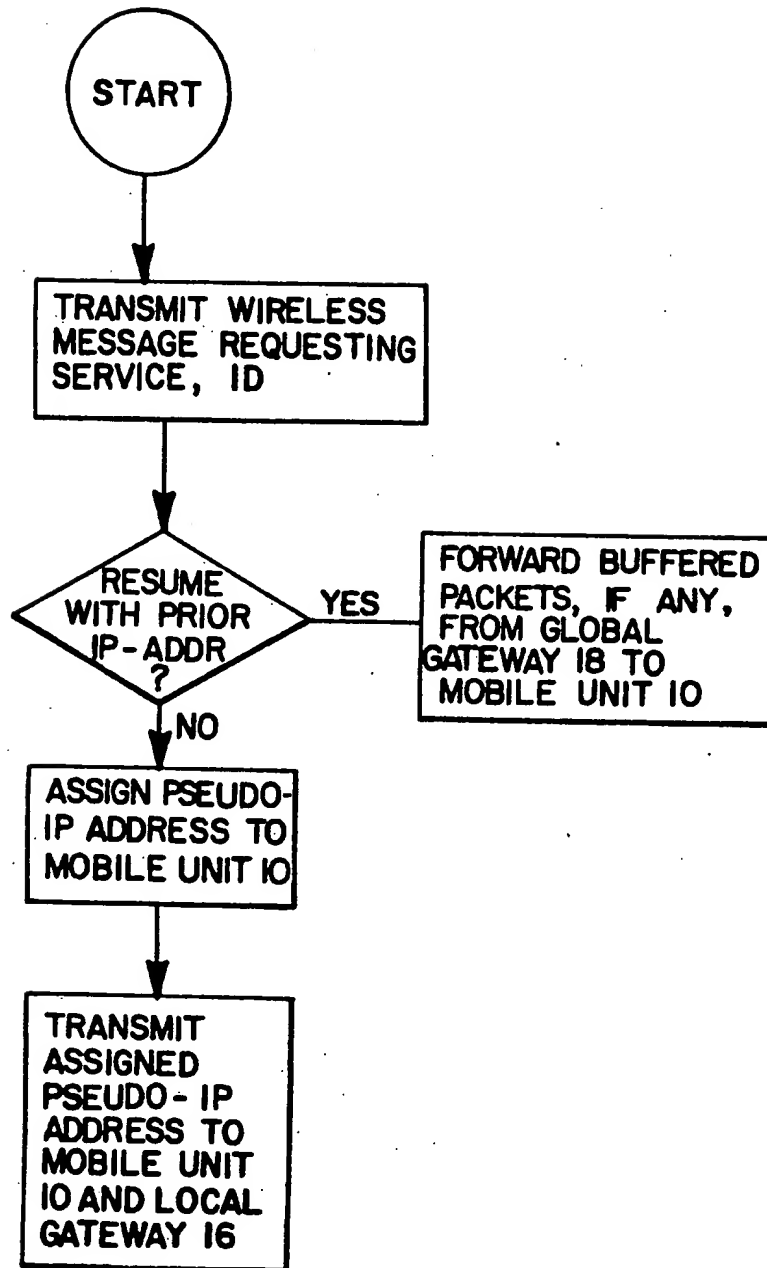 START
TRANSMIT WIRELESS
MESSAGE REQUESTING
SERVICE, ID
RESUME
WITH PRIOR
IP-ADDR
?
YES
FORWARD BUFFERED
PACKETS, IF ANY,
FROM GLOBAL
GATEWAY 18 TO
MOBILE UNIT 10
NO
ASSIGN PSEUDO-
IP ADDRESS TO
MOBILE UNIT 10
TRANSMIT
ASSIGNED
PSEUDO-IP
ADDRESS TO
MOBILE UNIT
10 AND LOCAL
GATEWAY 16